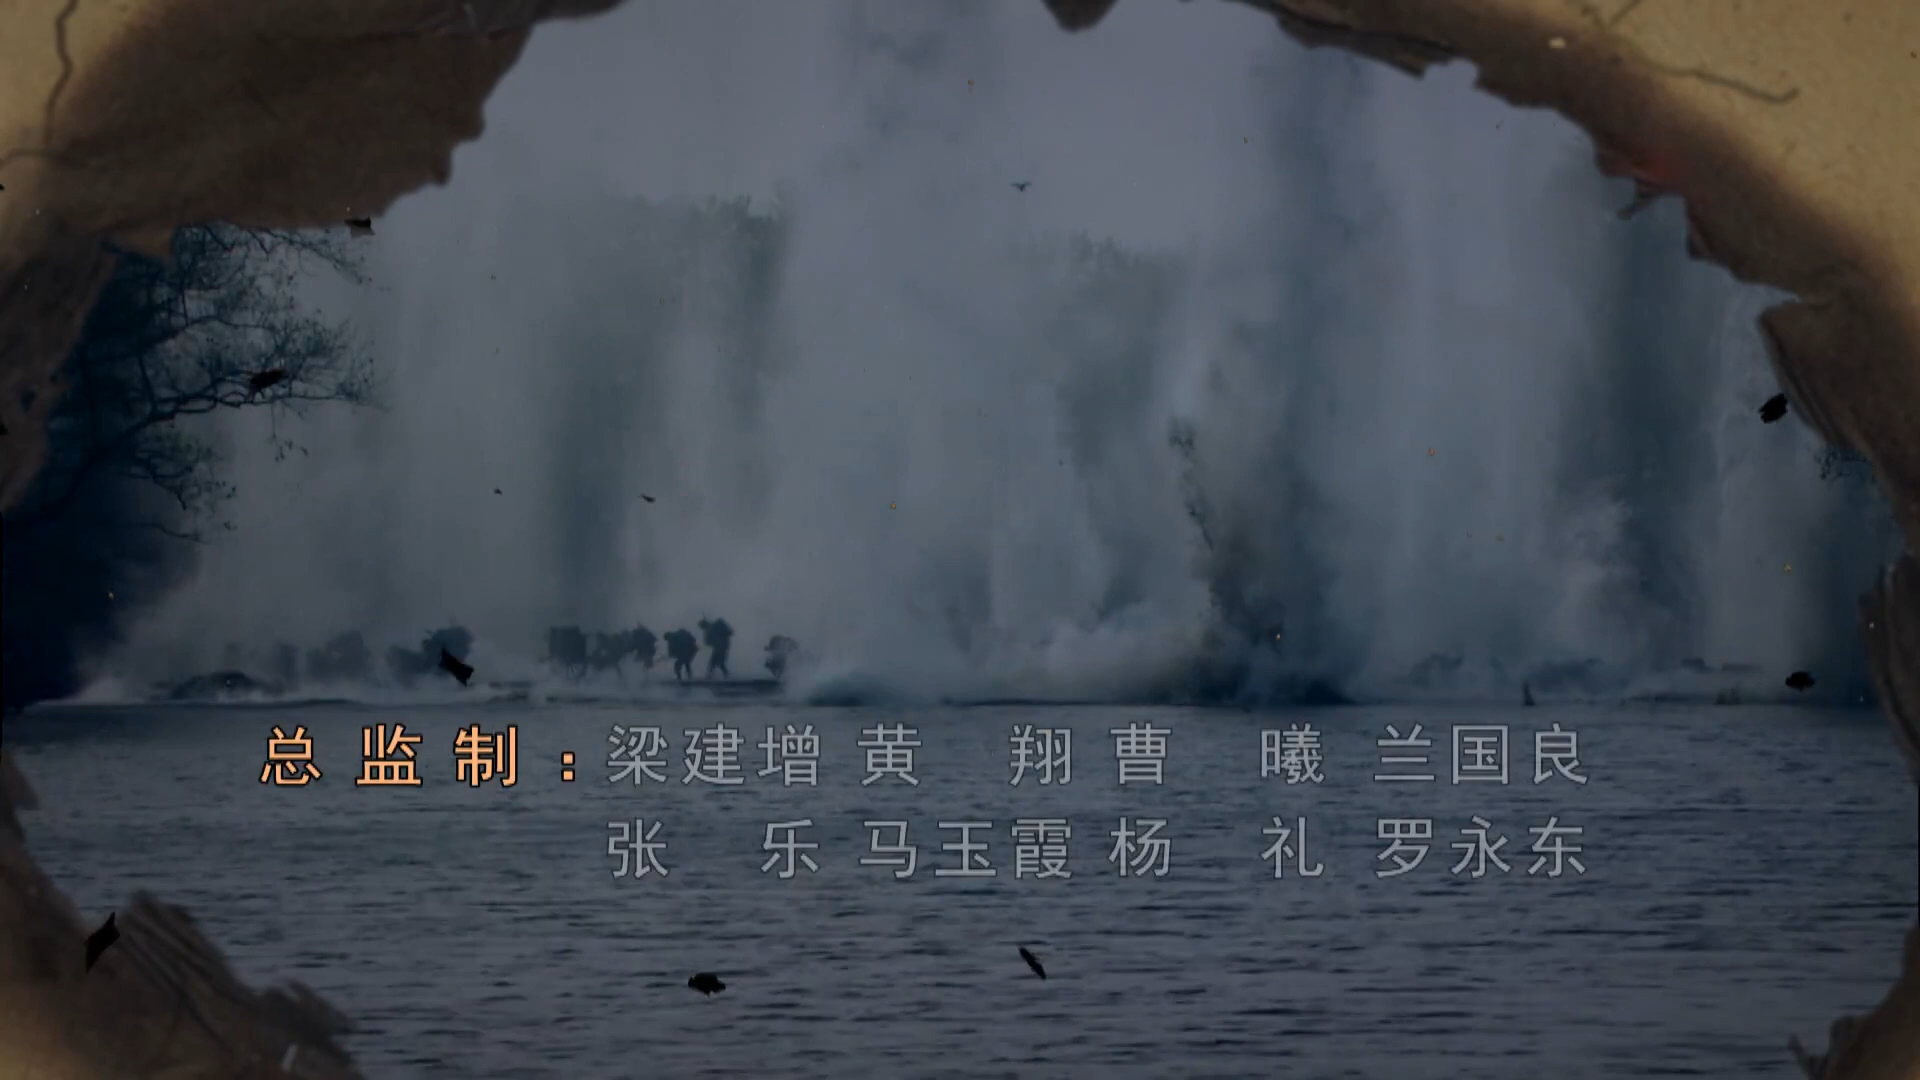 总监制：梁建增 黄 翔 曹 曦 兰国良
张 乐 马玉霞 杨 礼 罗永东